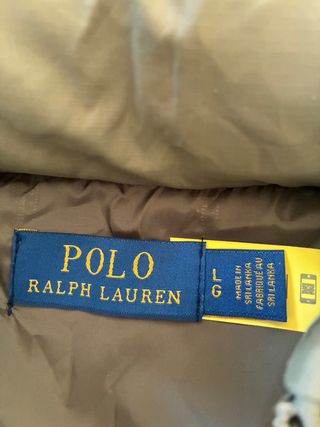 POLO
RALPH LAUREN
L
G
MADE IN
SRI LANKA
FABRIQUÉ AU
SRI LANKA